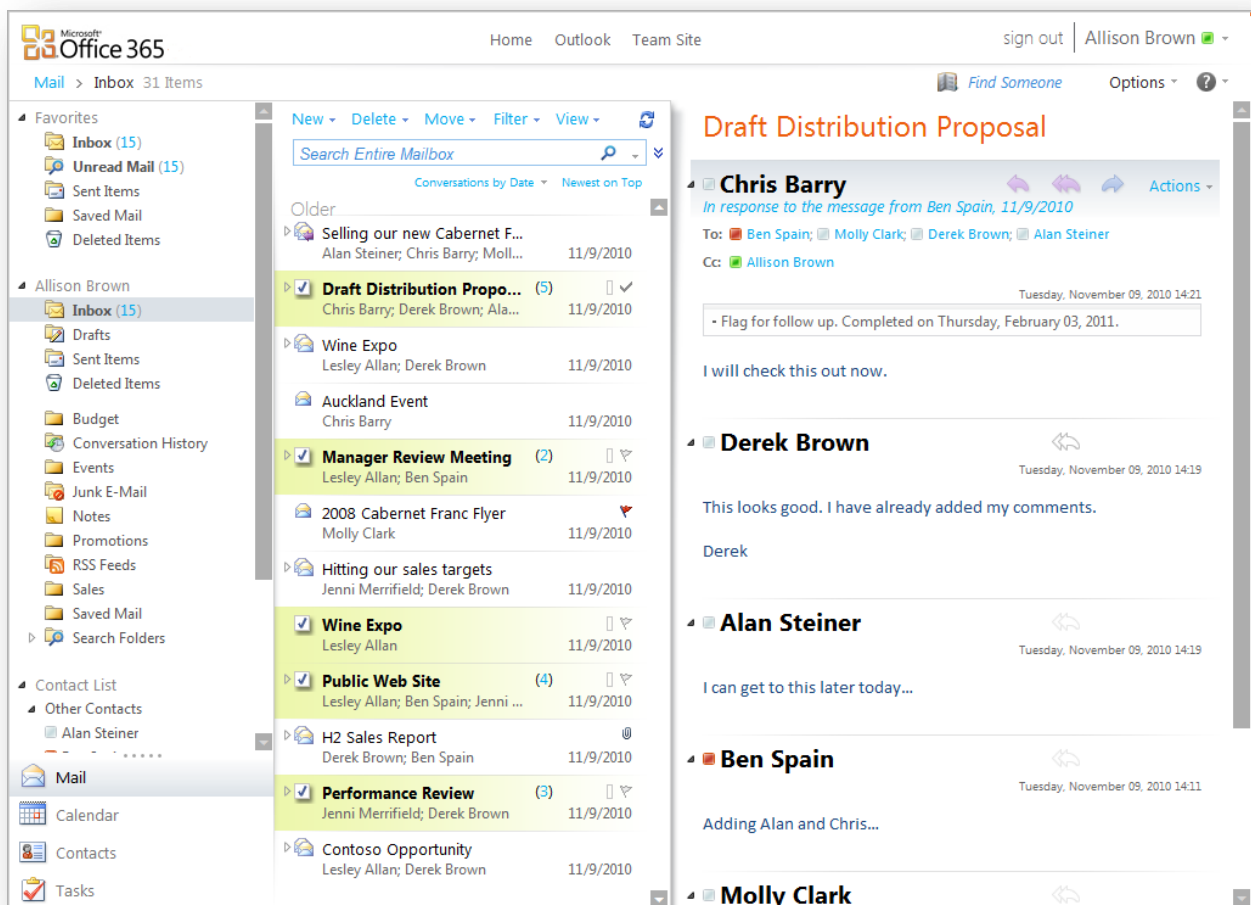 Microsoft®
Office 365
Home Outlook Team Site
sign out Allison Brown
Mail > Inbox 31 Items
Find Someone Options ?
Favorites
Inbox (15)
Unread Mail (15)
Sent Items
Saved Mail
Deleted Items
Allison Brown
Inbox (15)
Drafts
Sent Items
Deleted Items
Budget
Conversation History
Events
Junk E-Mail
Notes
Promotions
RSS Feeds
Sales
Saved Mail
Search Folders
Contact List
Other Contacts
Alan Steiner
Mail
Calendar
Contacts
Tasks
New Delete Move Filter View
Search Entire Mailbox
Conversations by Date Newest on Top
Older
Selling our new Cabernet F...
Alan Steiner; Chris Barry; Moll... 11/9/2010
Draft Distribution Propo... (5)
Chris Barry; Derek Brown; Ala... 11/9/2010
Wine Expo
Lesley Allan; Derek Brown 11/9/2010
Auckland Event
Chris Barry 11/9/2010
Manager Review Meeting (2)
Lesley Allan; Ben Spain 11/9/2010
2008 Cabernet Franc Flyer
Molly Clark 11/9/2010
Hitting our sales targets
Jenni Merrifield; Derek Brown 11/9/2010
Wine Expo
Lesley Allan 11/9/2010
Public Web Site (4)
Lesley Allan; Ben Spain; Jenni ... 11/9/2010
H2 Sales Report
Derek Brown; Ben Spain 11/9/2010
Performance Review (3)
Jenni Merrifield; Derek Brown 11/9/2010
Contoso Opportunity
Lesley Allan; Derek Brown 11/9/2010
Draft Distribution Proposal
Chris Barry Actions
In response to the message from Ben Spain, 11/9/2010
To: Ben Spain; Molly Clark; Derek Brown; Alan Steiner
Cc: Allison Brown
Tuesday, November 09, 2010 14:21
- Flag for follow up. Completed on Thursday, February 03, 2011.
I will check this out now.
Derek Brown
Tuesday, November 09, 2010 14:19
This looks good. I have already added my comments.
Derek
Alan Steiner
Tuesday, November 09, 2010 14:19
I can get to this later today...
Ben Spain
Tuesday, November 09, 2010 14:11
Adding Alan and Chris...
Molly Clark